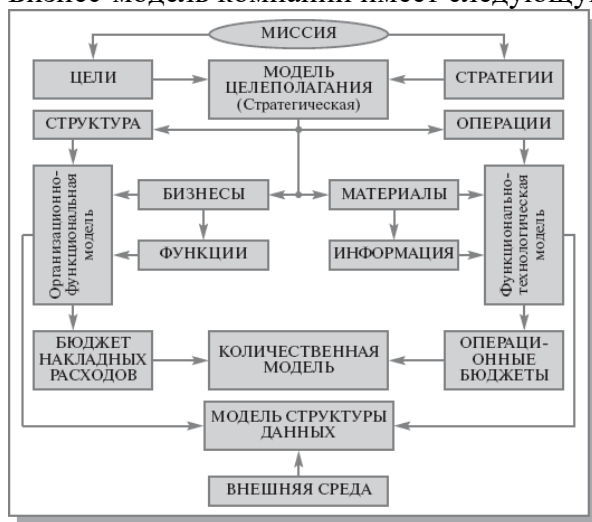 Бизнес-модель компании имеет следующую
МИССИЯ
ЦЕЛИ
МОДЕЛЬ
ЦЕЛЕПОЛАГАНИЯ
(Стратегическая)
СТРАТЕГИИ
СТРУКТУРА
ОПЕРАЦИИ
Организационно-
функциональная
модель
БИЗНЕСЫ
МАТЕРИАЛЫ
Функционально-
технологическая
модель
ФУНКЦИИ
ИНФОРМАЦИЯ
БЮДЖЕТ
НАКЛАДНЫХ
РАСХОДОВ
КОЛИЧЕСТВЕННАЯ
МОДЕЛЬ
ОПЕРАЦИ-
ОННЫЕ
БЮДЖЕТЫ
МОДЕЛЬ СТРУКТУРЫ
ДАННЫХ
ВНЕШНЯЯ СРЕДА